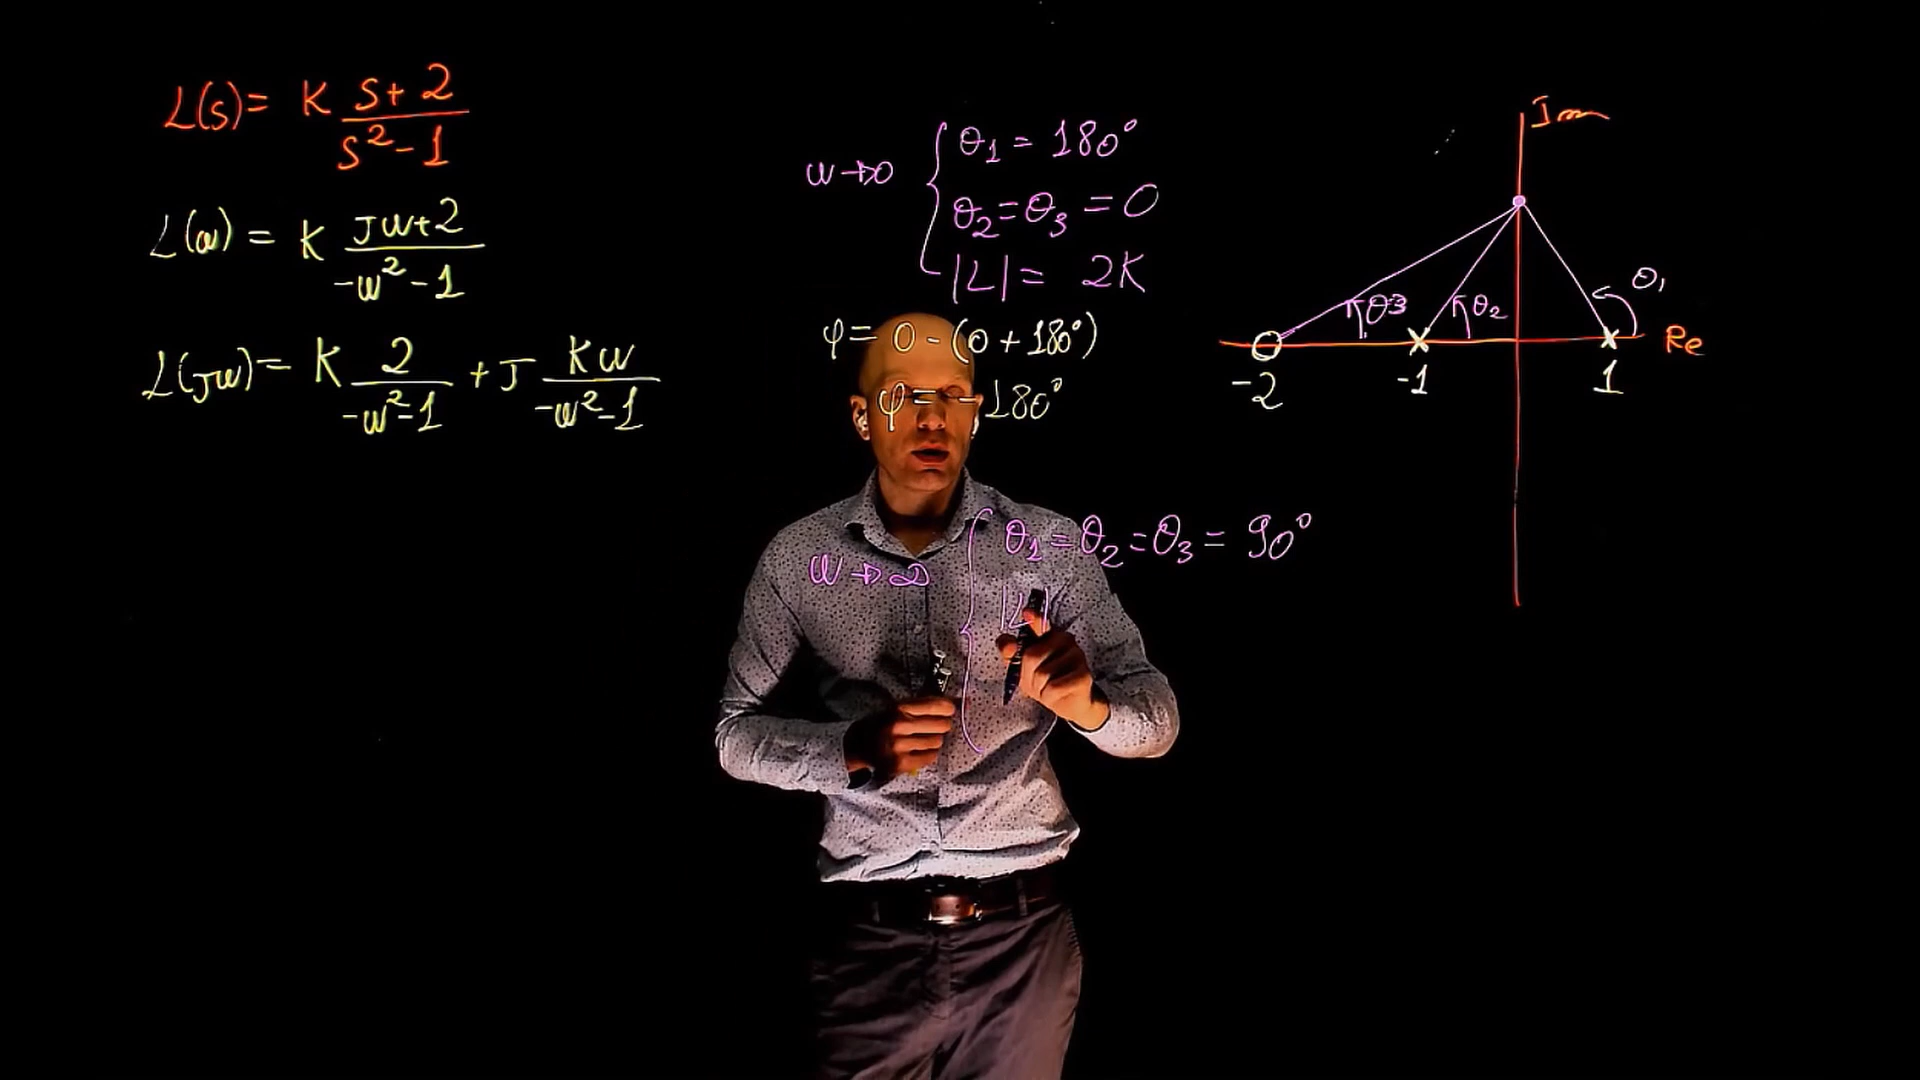 L(s) = K (s+2)/(s²-1)
L(ω) = K (Jω+2)/(-ω²-1)
L(Jω) = K 2/(-ω²-1) + J Kω/(-ω²-1)
ω→0 { θ₁ = 180°
θ₂ = θ₃ = 0
|L| = 2K
φ = 0 - (0 + 180°)
φ = -180°
ω→∞ { θ₁ = θ₂ = θ₃ = 90°
|L|
Im
θ3 θ₂ θ₁
Re
-2 -1 1